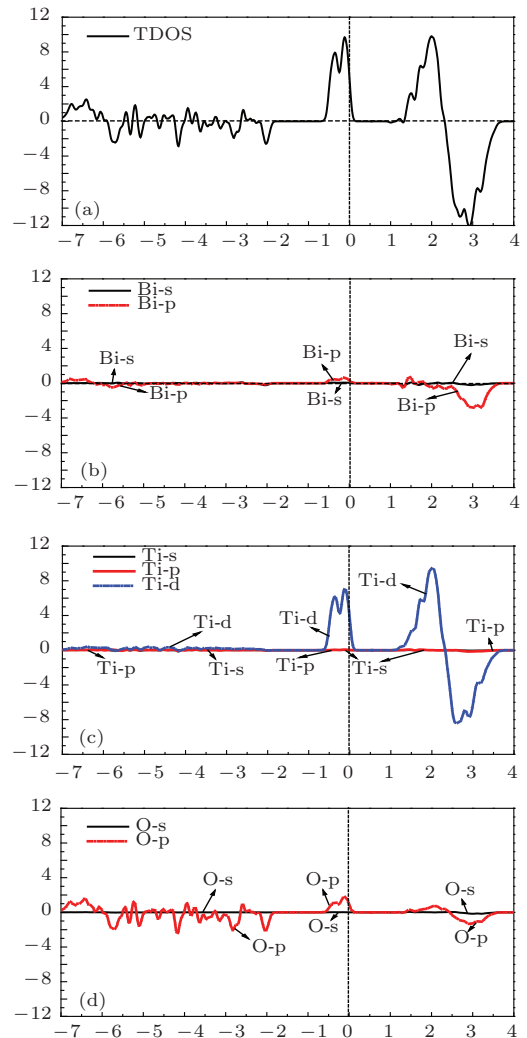 12
TDOS
8
4
0
−4
−8
(a)
−12
−7 −6 −5 −4 −3 −2 −1 0 1 2 3 4
12
Bi-s
Bi-p
8
4
Bi-s Bi-p Bi-s
0
Bi-p Bi-s Bi-p
−4
−8
(b)
−12
−7 −6 −5 −4 −3 −2 −1 0 1 2 3 4
12
Ti-s
Ti-p
Ti-d
8
Ti-d
4
Ti-d Ti-d Ti-p
0
Ti-p Ti-s Ti-p Ti-s
−4
−8
(c)
−12
−7 −6 −5 −4 −3 −2 −1 0 1 2 3 4
12
O-s
O-p
8
4
O-s O-p O-s
0
O-s
O-p O-p
−4
−8
(d)
−12
−7 −6 −5 −4 −3 −2 −1 0 1 2 3 4